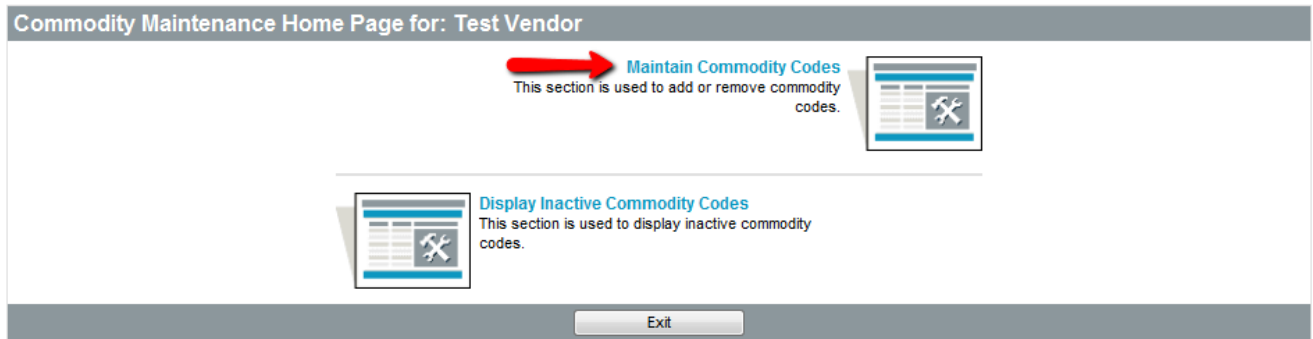 Commodity Maintenance Home Page for: Test Vendor
Maintain Commodity Codes
This section is used to add or remove commodity
codes.
Display Inactive Commodity Codes
This section is used to display inactive commodity
codes.
Exit